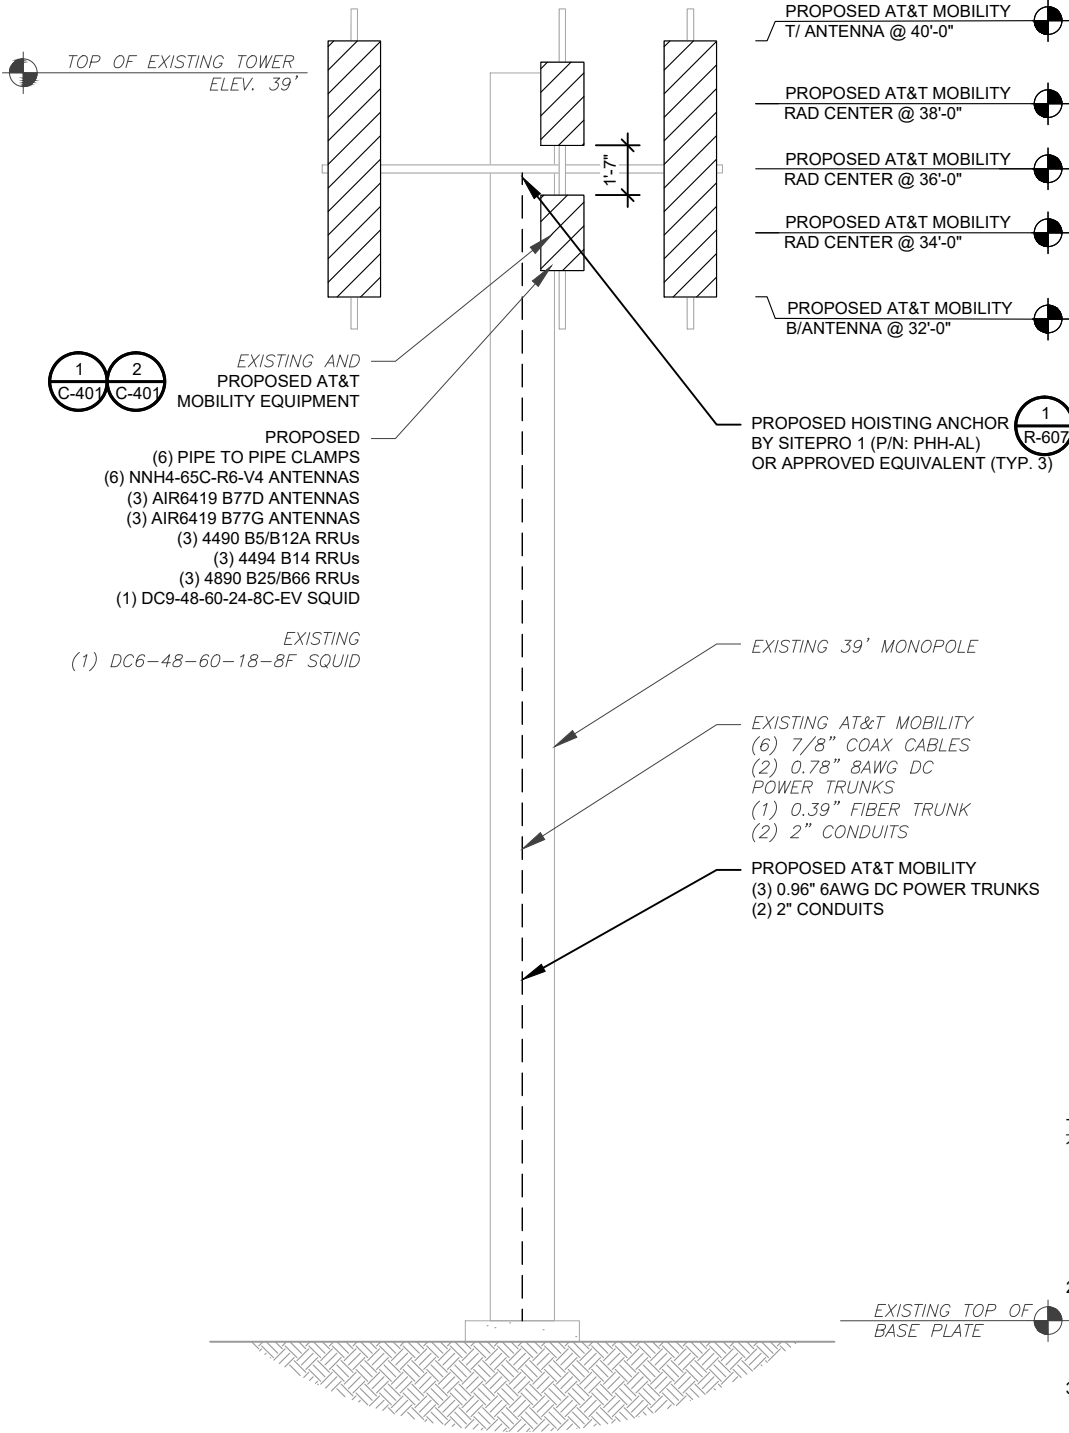 TOP OF EXISTING TOWER
ELEV. 39'
PROPOSED AT&T MOBILITY
T/ ANTENNA @ 40'-0"
PROPOSED AT&T MOBILITY
RAD CENTER @ 38'-0"
PROPOSED AT&T MOBILITY
RAD CENTER @ 36'-0"
PROPOSED AT&T MOBILITY
RAD CENTER @ 34'-0"
PROPOSED AT&T MOBILITY
B/ANTENNA @ 32'-0"
1'-7"
1
C-401
2
C-401
EXISTING AND
PROPOSED AT&T
MOBILITY EQUIPMENT
PROPOSED
(6) PIPE TO PIPE CLAMPS
(6) NNH4-65C-R6-V4 ANTENNAS
(3) AIR6419 B77D ANTENNAS
(3) AIR6419 B77G ANTENNAS
(3) 4490 B5/B12A RRUs
(3) 4494 B14 RRUs
(3) 4890 B25/B66 RRUs
(1) DC9-48-60-24-8C-EV SQUID
EXISTING
(1) DC6-48-60-18-8F SQUID
PROPOSED HOISTING ANCHOR
BY SITEPRO 1 (P/N: PHH-AL)
OR APPROVED EQUIVALENT (TYP. 3)
1
R-607
EXISTING 39' MONOPOLE
EXISTING AT&T MOBILITY
(6) 7/8" COAX CABLES
(2) 0.78" 8AWG DC
POWER TRUNKS
(1) 0.39" FIBER TRUNK
(2) 2" CONDUITS
PROPOSED AT&T MOBILITY
(3) 0.96" 6AWG DC POWER TRUNKS
(2) 2" CONDUITS
EXISTING TOP OF
BASE PLATE